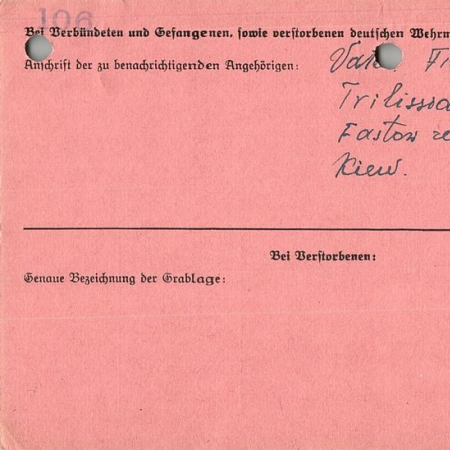 106
Bei Verbündeten und Gefangenen, sowie verstorbenen deutschen Wehrm
Anschrift der zu benachrichtigenden Angehörigen:
Vater
Trilissa
Fastow
Kiew.
Bei Verstorbenen:
Genaue Bezeichnung der Grablage: